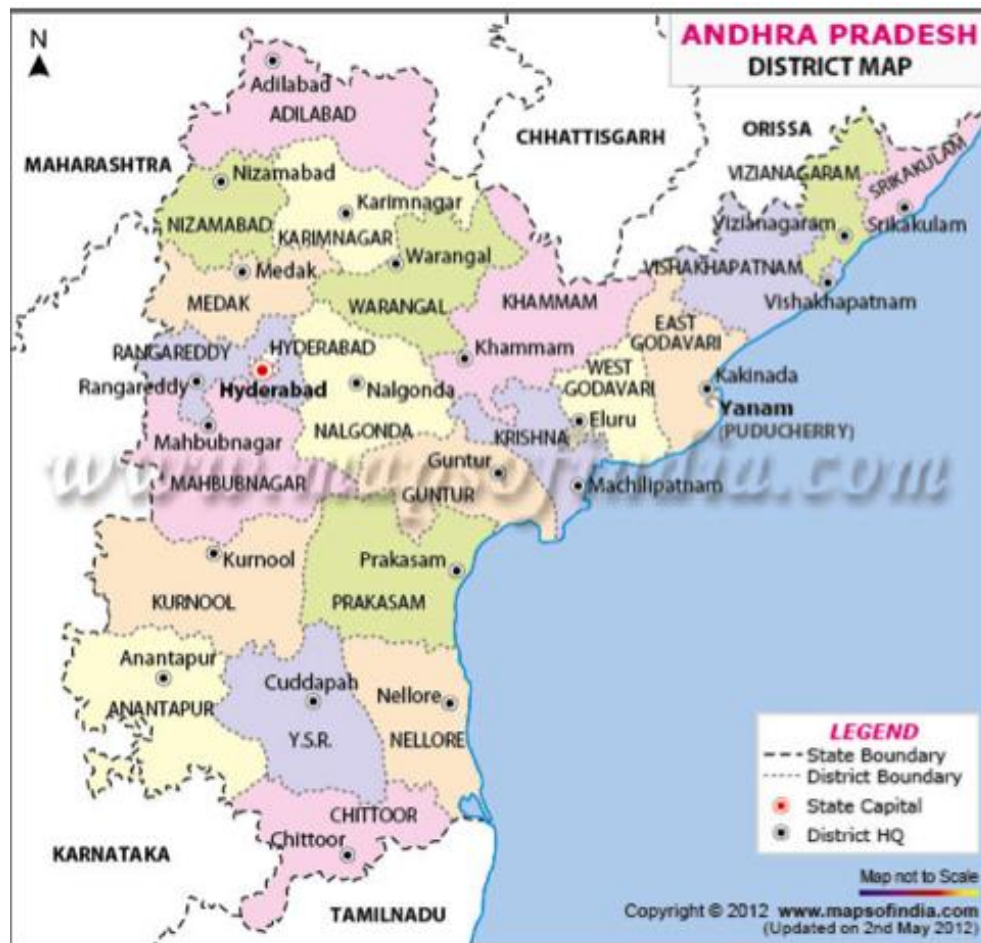 ANDHRA PRADESH
DISTRICT MAP
N
Adilabad
ADILABAD
CHHATTISGARH
ORISSA
MAHARASHTRA
VIZIANAGARAM
SRIKAKULAM
Nizamabad
Karimnagar
NIZAMABAD
KARIMNAGAR
Vizianagaram
Srikakulam
Medak
Warangal
VISHAKHAPATNAM
MEDAK
WARANGAL
KHAMMAM
Vishakhapatnam
RANGAREDDY
HYDERABAD
EAST
GODAVARI
Rangareddy
Hyderabad
Nalgonda
Khammam
WEST
GODAVARI
Kakinada
Yanam
(PUDUCHERRY)
Mahbubnagar
NALGONDA
KRISHNA
Eluru
www.mapsofindia.com
MAHBUBNAGAR
Guntur
GUNTUR
Machilipatnam
Kurnool
Prakasam
KURNOOL
PRAKASAM
Anantapur
Cuddapah
Nellore
ANANTAPUR
Y.S.R.
NELLORE
LEGEND
State Boundary
District Boundary
State Capital
District HQ
CHITTOOR
Chittoor
KARNATAKA
TAMILNADU
Map not to Scale
Copyright © 2012 www.mapsofindia.com
(Updated on 2nd May 2012)